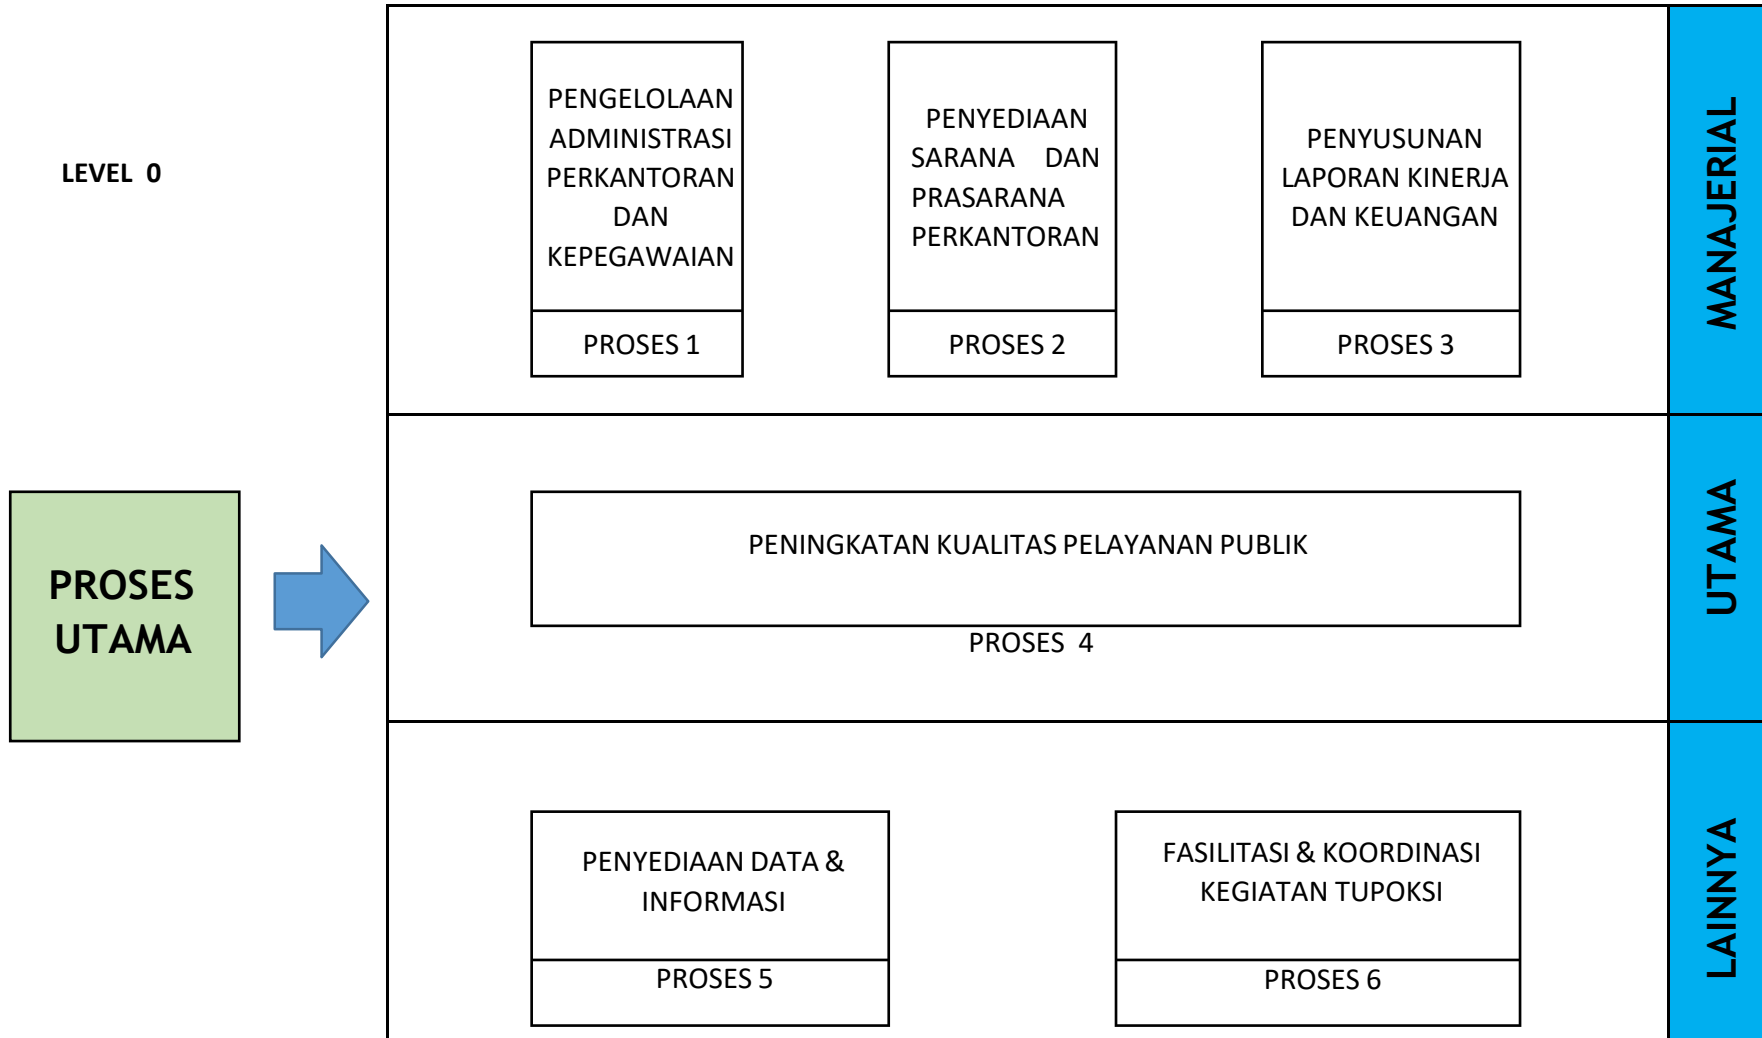 LEVEL 0
PENGELOLAAN
ADMINISTRASI
PERKANTORAN
DAN
KEPEGAWAIAN
PROSES 1
PENYEDIAAN
SARANA DAN
PRASARANA
PERKANTORAN
PROSES 2
PENYUSUNAN
LAPORAN KINERJA
DAN KEUANGAN
PROSES 3
MANAJERIAL
PROSES
UTAMA
PENINGKATAN KUALITAS PELAYANAN PUBLIK
PROSES 4
UTAMA
PENYEDIAAN DATA &
INFORMASI
PROSES 5
FASILITASI & KOORDINASI
KEGIATAN TUPOKSI
PROSES 6
LAINNYA